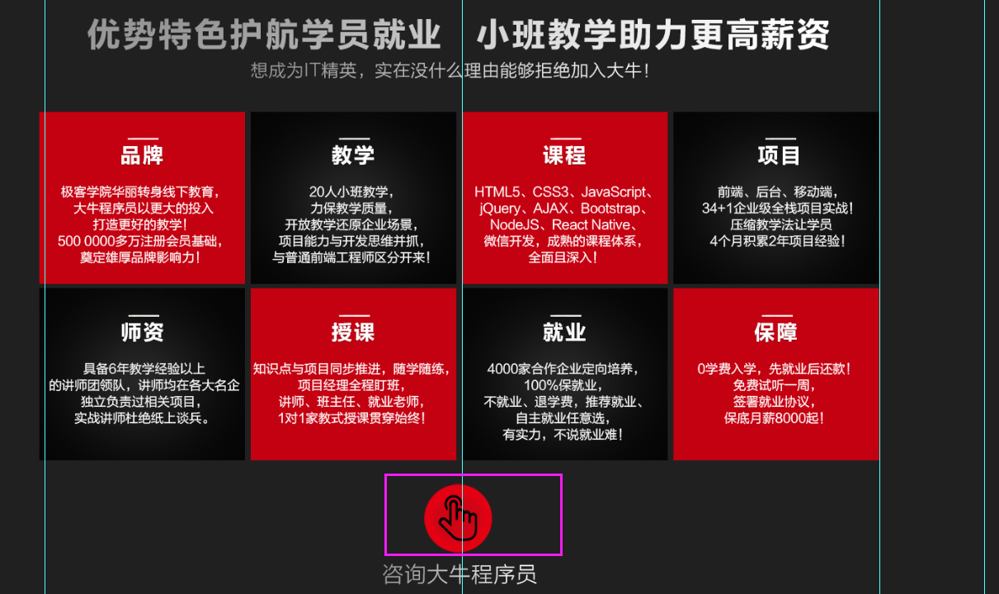 优势特色护航学员就业 小班教学助力更高薪资
想成为IT精英，实在没什么理由能够拒绝加入大牛！
品牌
极客学院华丽转身线下教育，
大牛程序员以更大的投入
打造更好的教学！
500 0000多万注册会员基础，
奠定雄厚品牌影响力！
教学
20人小班教学，
力保教学质量，
开放教学还原企业场景，
项目能力与开发思维并抓，
与普通前端工程师区分开来！
课程
HTML5、CSS3、JavaScript、
jQuery、AJAX、Bootstrap、
NodeJS、React Native、
微信开发，成熟的课程体系，
全面且深入！
项目
前端、后台、移动端，
34+1企业级全栈项目实战！
压缩教学法让学员
4个月积累2年项目经验！
师资
具备6年教学经验以上
的讲师团领队，讲师均在各大名企
独立负责过相关项目，
实战讲师杜绝纸上谈兵。
授课
知识点与项目同步推进，随学随练，
项目经理全程盯班，
讲师、班主任、就业老师，
1对1家教式授课贯穿始终！
就业
4000家合作企业定向培养，
100%保就业，
不就业、退学费，推荐就业、
自主就业任意选，
有实力，不说就业难！
保障
0学费入学，先就业后还款！
免费试听一周，
签署就业协议，
保底月薪8000起！
咨询大牛程序员